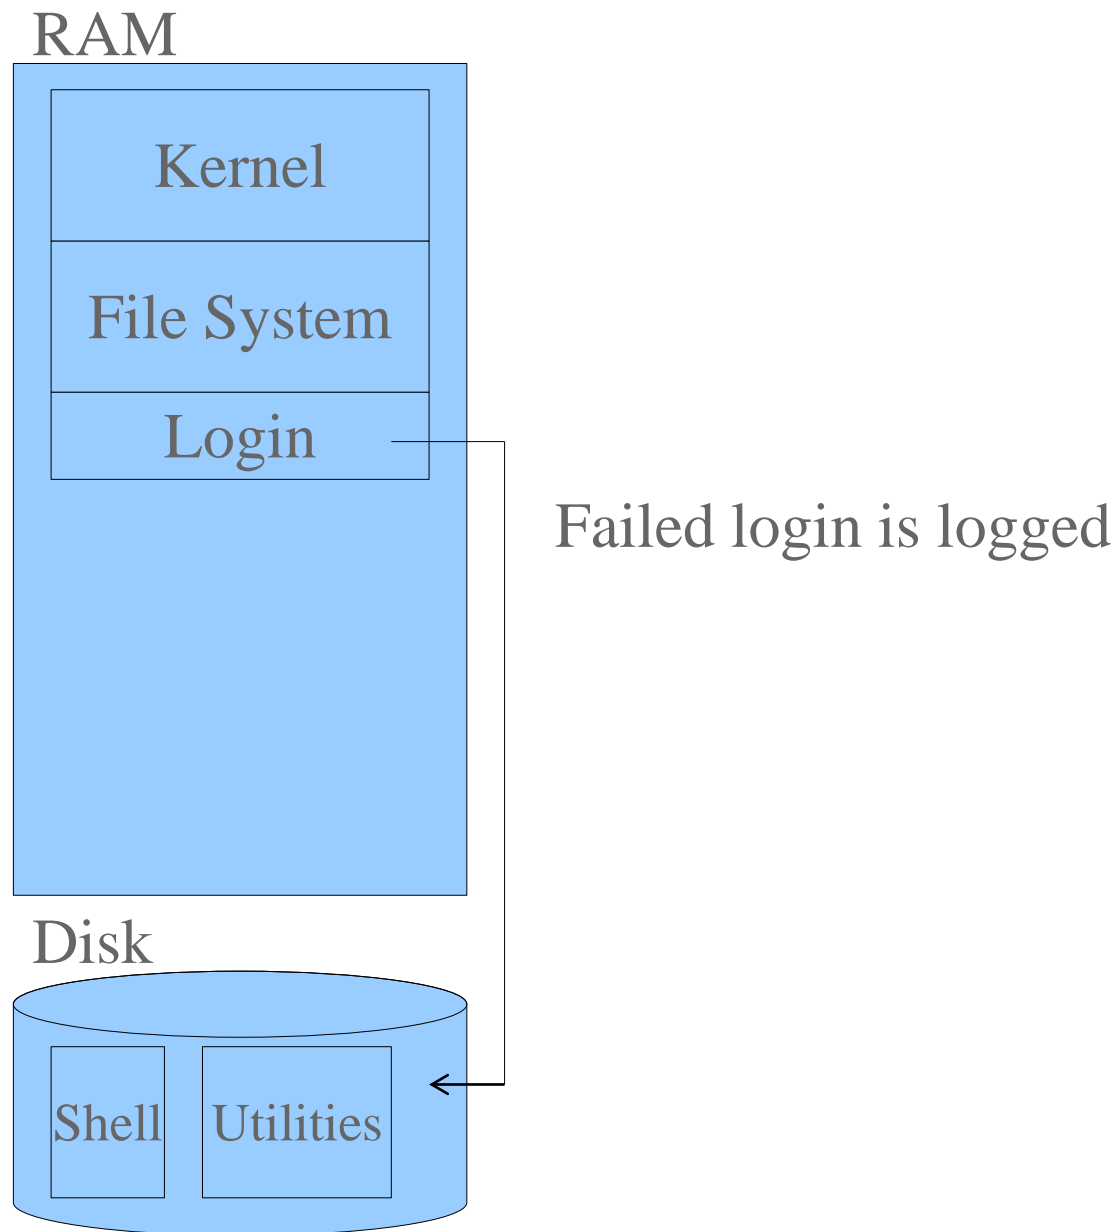 RAM
Kernel
File System
Login
Failed login is logged
Disk
Shell
Utilities